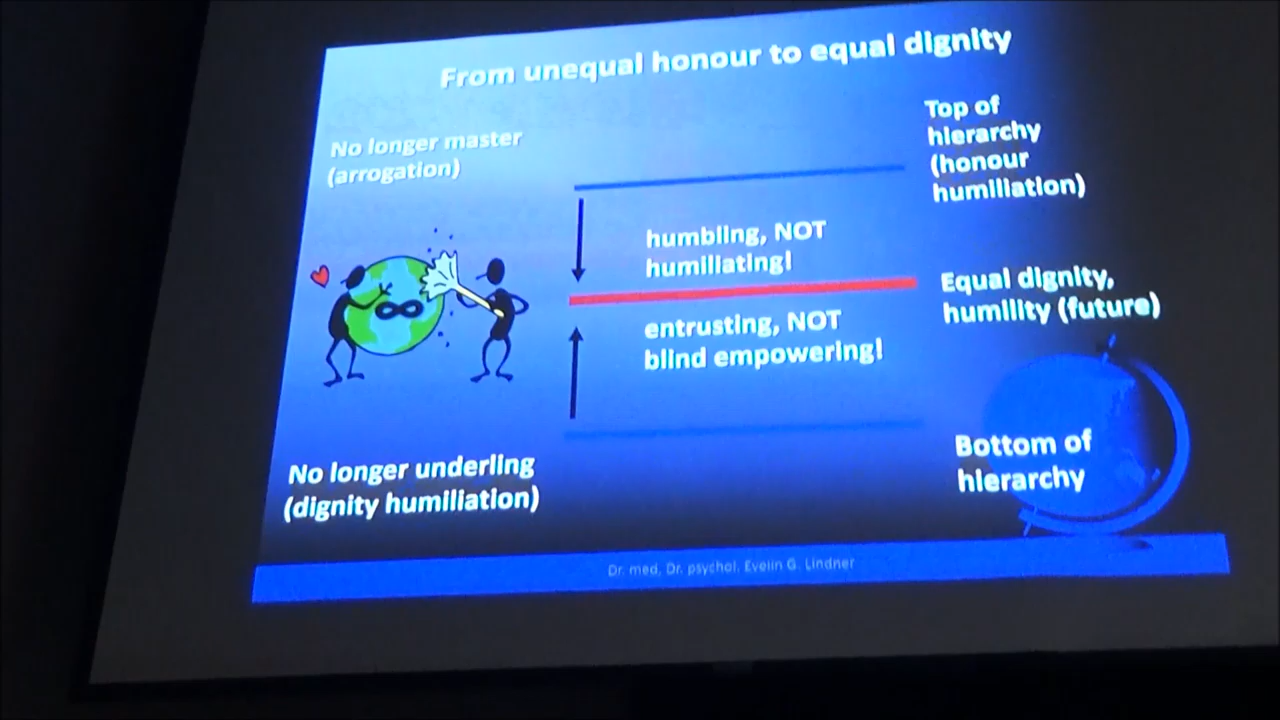 From unequal honour to equal dignity
No longer master
(arrogation)
Top of
hierarchy
(honour
humiliation)
humbling, NOT
humiliating!
Equal dignity,
humility (future)
entrusting, NOT
blind empowering!
No longer underling
(dignity humiliation)
Bottom of
hierarchy
Dr. med. Dr. psychol. Evelin G. Lindner